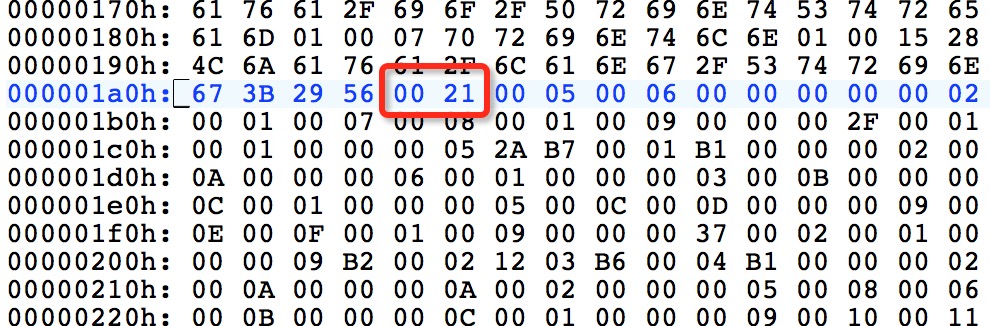 00000170h: 61 76 61 2F 69 6F 2F 50 72 69 6E 74 53 74 72 65
00000180h: 61 6D 01 00 07 70 72 69 6E 74 6C 6E 01 00 15 28
00000190h: 4C 6A 61 76 61 2F 6C 61 6E 67 2F 53 74 72 69 6E
000001a0h: 67 3B 29 56 00 21 00 05 00 06 00 00 00 00 00 02
000001b0h: 00 01 00 07 00 08 00 01 00 09 00 00 00 2F 00 01
000001c0h: 00 01 00 00 00 05 2A B7 00 01 B1 00 00 00 02 00
000001d0h: 0A 00 00 00 06 00 01 00 00 00 03 00 0B 00 00 00
000001e0h: 0C 00 01 00 00 00 05 00 0C 00 0D 00 00 00 09 00
000001f0h: 0E 00 0F 00 01 00 09 00 00 00 37 00 02 00 01 00
00000200h: 00 00 09 B2 00 02 12 03 B6 00 04 B1 00 00 00 02
00000210h: 00 0A 00 00 00 0A 00 02 00 00 00 05 00 08 00 06
00000220h: 00 0B 00 00 00 0C 00 01 00 00 00 09 00 10 00 11